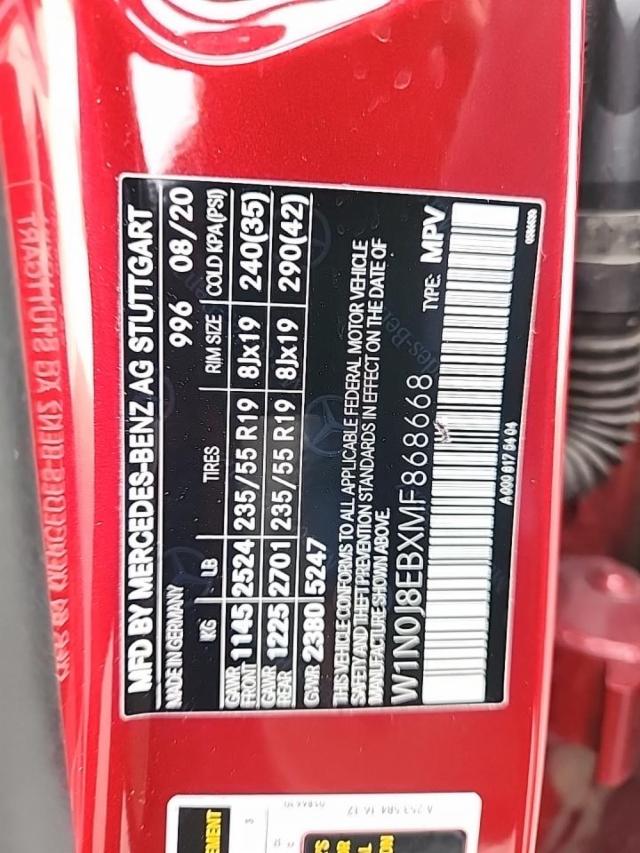 MFD BY MERCEDES-BENZ AG STUTTGART
MADE IN GERMANY 996 08/20
KG LB TIRES RIM SIZE COLD KPA(PSI)
GAWR FRONT 1145 2524 235/55 R19 8Jx19 240(35)
GAWR REAR 1225 2701 235/55 R19 8Jx19 290(42)
GVWR 2380 5247
THIS VEHICLE CONFORMS TO ALL APPLICABLE FEDERAL MOTOR VEHICLE
SAFETY AND THEFT PREVENTION STANDARDS IN EFFECT ON THE DATE OF
MANUFACTURE SHOWN ABOVE.
W1N0J8EBXMF868668 TYPE: MPV
A 000 817 54 04